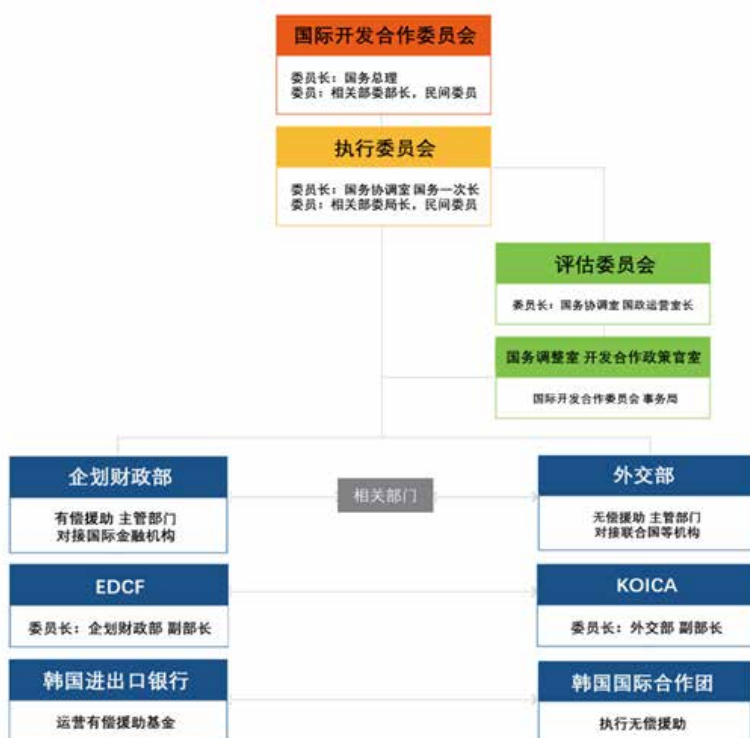 国际开发合作委员会
委员长：国务总理
委员：相关部委部长，民间委员
执行委员会
委员长：国务协调室 国务一次长
委员：相关部委局长，民间委员
评估委员会
委员长：国务协调室 国政运营室长
国务调整室 开发合作政策官室
国际开发合作委员会 事务局
企划财政部
有偿援助 主管部门
对接国际金融机构
相关部门
外交部
无偿援助 主管部门
对接联合国等机构
EDCF
委员长：企划财政部 副部长
KOICA
委员长：外交部 副部长
韩国进出口银行
运营有偿援助基金
韩国国际合作团
执行无偿援助